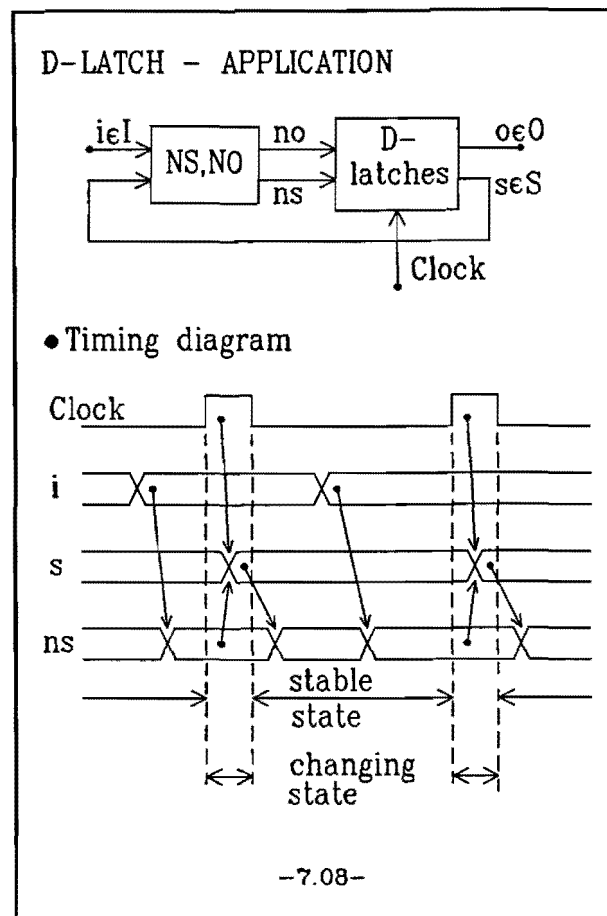 D-LATCH - APPLICATION
iϵI
NS,NO
no
ns
D-
latches
oϵO
sϵS
Clock
● Timing diagram
Clock
i
s
ns
stable
state
changing
state
-7.08-